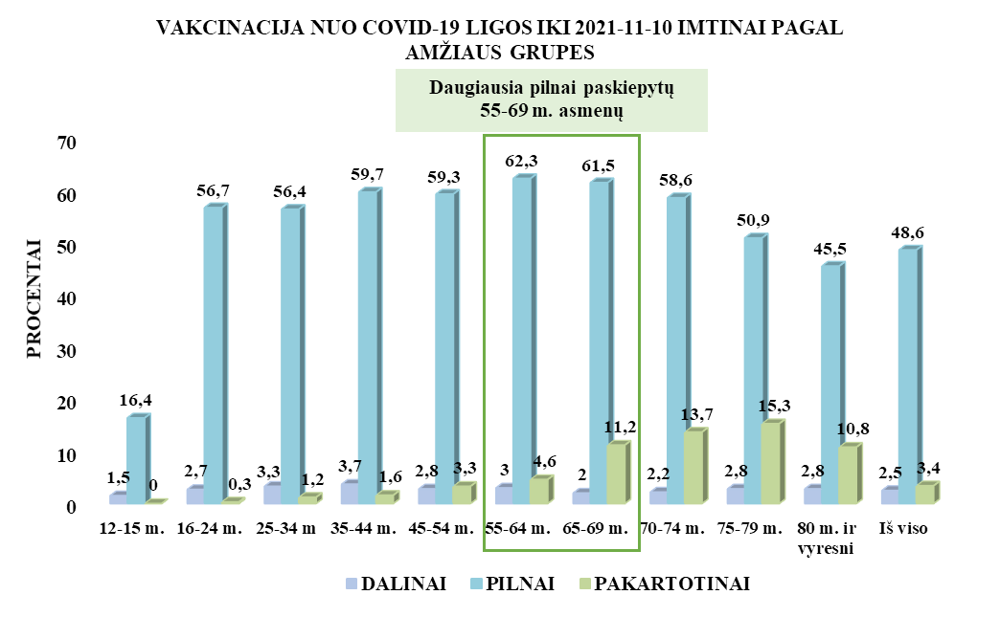 VAKCINACIJA NUO COVID-19 LIGOS IKI 2021-11-10 IMTINAI PAGAL
AMŽIAUS GRUPES
Daugiausia pilnai paskiepytų
55-69 m. asmenų
PROCENTAI
70
60
50
40
30
20
10
0
1,5
16,4
0
2,7
56,7
0,3
3,3
56,4
1,2
3,7
59,7
1,6
2,8
59,3
3,3
3
62,3
4,6
2
61,5
11,2
2,2
58,6
13,7
2,8
50,9
15,3
2,8
45,5
10,8
2,5
48,6
3,4
12-15 m.
16-24 m.
25-34 m
35-44 m.
45-54 m.
55-64 m.
65-69 m.
70-74 m.
75-79 m.
80 m. ir
vyresni
Iš viso
DALINAI PILNAI PAKARTOTINAI